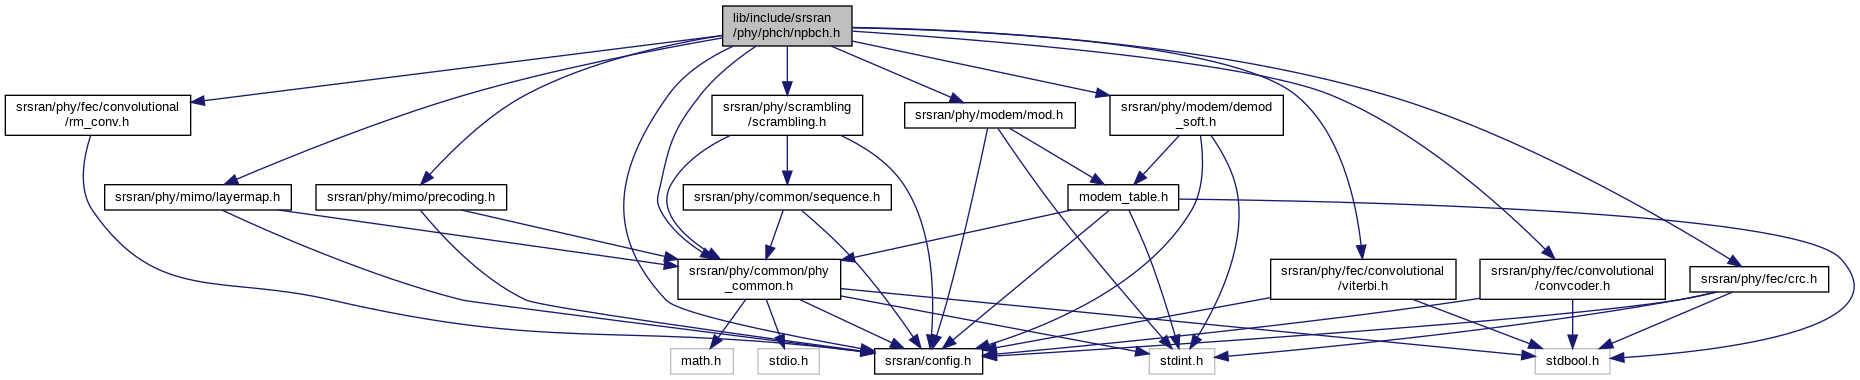 lib/include/srsran
/phy/phch/npbch.h
srsran/phy/fec/convolutional
/rm_conv.h
srsran/phy/scrambling
/scrambling.h
srsran/phy/modem/mod.h
srsran/phy/modem/demod
_soft.h
srsran/phy/mimo/layermap.h
srsran/phy/mimo/precoding.h
srsran/phy/common/sequence.h
modem_table.h
srsran/phy/common/phy
_common.h
srsran/phy/fec/convolutional
/viterbi.h
srsran/phy/fec/convolutional
/convcoder.h
srsran/phy/fec/crc.h
math.h
stdio.h
srsran/config.h
stdint.h
stdbool.h